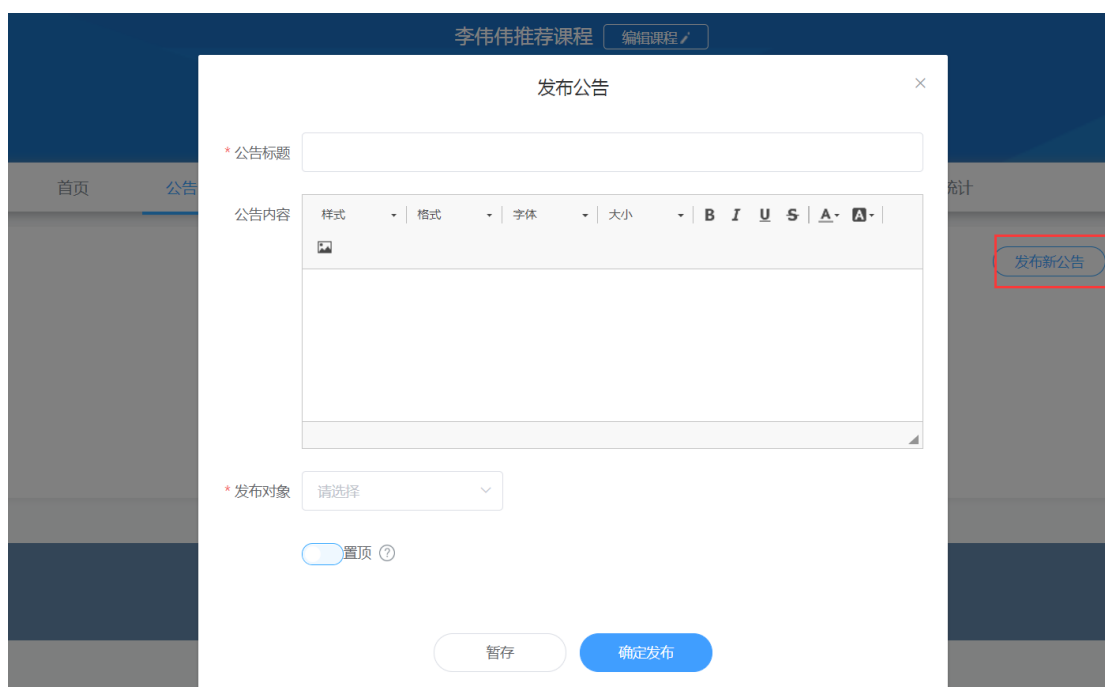 李伟伟推荐课程 编辑课程
发布公告
* 公告标题
首页 公告 统计
公告内容 样式 格式 字体 大小 B I U S A A
发布新公告
* 发布对象 请选择
置顶 ?
暂存 确定发布